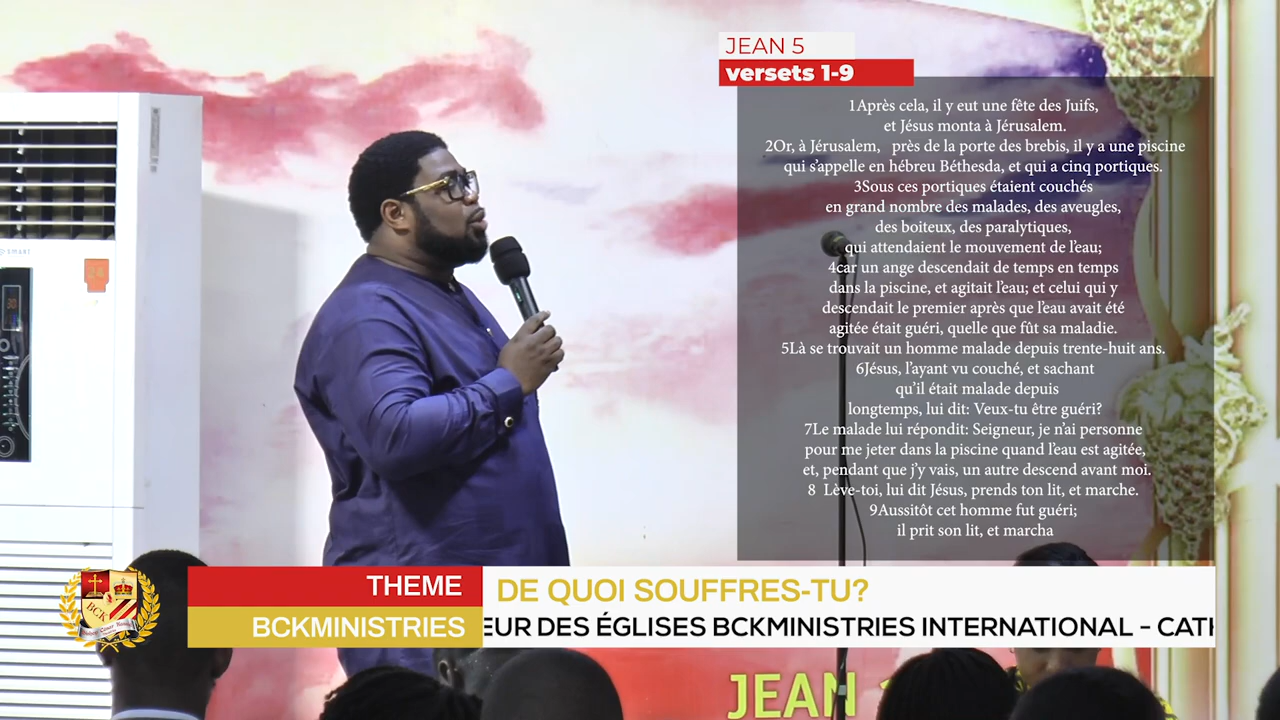 JEAN 5
versets 1-9
1Après cela, il y eut une fête des Juifs,
et Jésus monta à Jérusalem.
2Or, à Jérusalem, près de la porte des brebis, il y a une piscine
qui s'appelle en hébreu Béthesda, et qui a cinq portiques.
3Sous ces portiques étaient couchés
en grand nombre des malades, des aveugles,
des boiteux, des paralytiques,
qui attendaient le mouvement de l'eau;
4car un ange descendait de temps en temps
dans la piscine, et agitait l'eau; et celui qui y
descendait le premier après que l'eau avait été
agitée était guéri, quelle que fût sa maladie.
5Là se trouvait un homme malade depuis trente-huit ans.
6Jésus, l'ayant vu couché, et sachant
qu'il était malade depuis
longtemps, lui dit: Veux-tu être guéri?
7Le malade lui répondit: Seigneur, je n'ai personne
pour me jeter dans la piscine quand l'eau est agitée,
et, pendant que j'y vais, un autre descend avant moi.
8 Lève-toi, lui dit Jésus, prends ton lit, et marche.
9Aussitôt cet homme fut guéri;
il prit son lit, et marcha
THEME
DE QUOI SOUFFRES-TU?
BCKMINISTRIES
EUR DES ÉGLISES BCKMINISTRIES INTERNATIONAL - CATH
BCK
JEAN